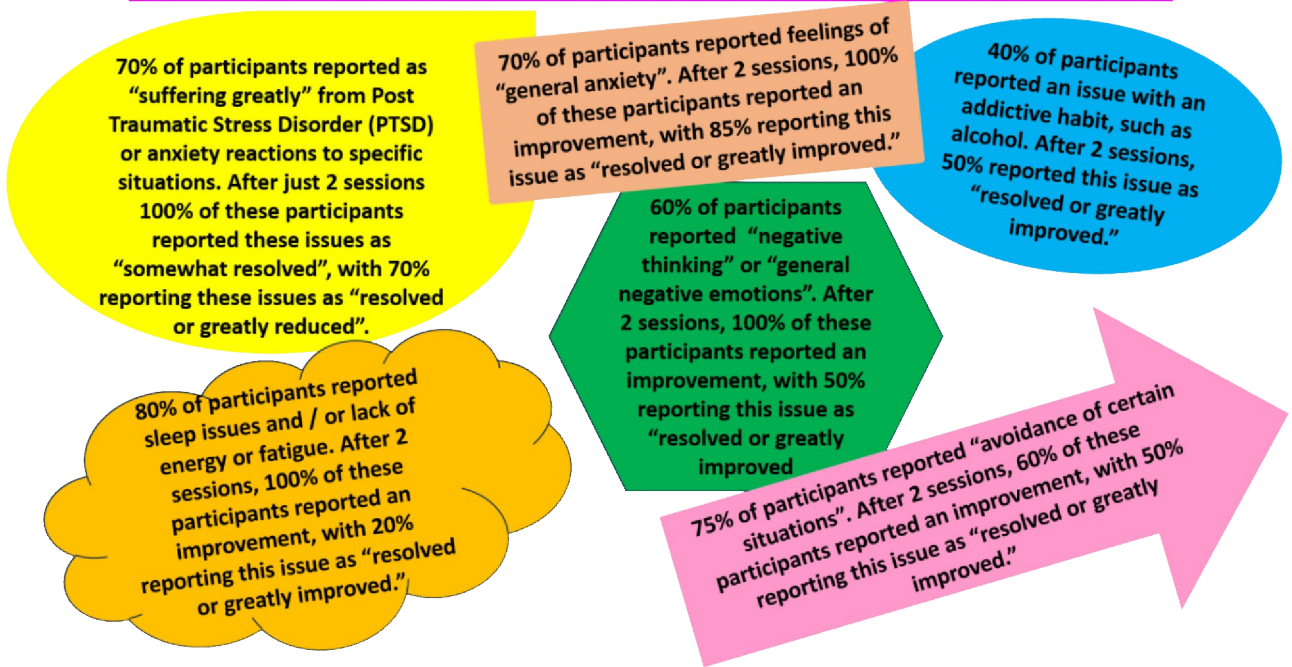 70% of participants reported as
“suffering greatly” from Post
Traumatic Stress Disorder (PTSD)
or anxiety reactions to specific
situations. After just 2 sessions
100% of these participants
reported these issues as
“somewhat resolved”, with 70%
reporting these issues as “resolved
or greatly reduced”.
70% of participants reported feelings of
“general anxiety”. After 2 sessions, 100%
of these participants reported an
improvement, with 85% reporting this
issue as “resolved or greatly improved.”
40% of participants
reported an issue with an
addictive habit, such as
alcohol. After 2 sessions,
50% reported this issue as
“resolved or greatly
improved.”
60% of participants
reported “negative
thinking” or “general
negative emotions”. After
2 sessions, 100% of these
participants reported an
improvement, with 50%
reporting this issue as
“resolved or greatly
improved
80% of participants reported
sleep issues and / or lack of
energy or fatigue. After 2
sessions, 100% of these
participants reported an
improvement, with 20%
reporting this issue as “resolved
or greatly improved.”
75% of participants reported “avoidance of certain
situations”. After 2 sessions, 60% of these
participants reported an improvement, with 50%
reporting this issue as “resolved or greatly
improved.”